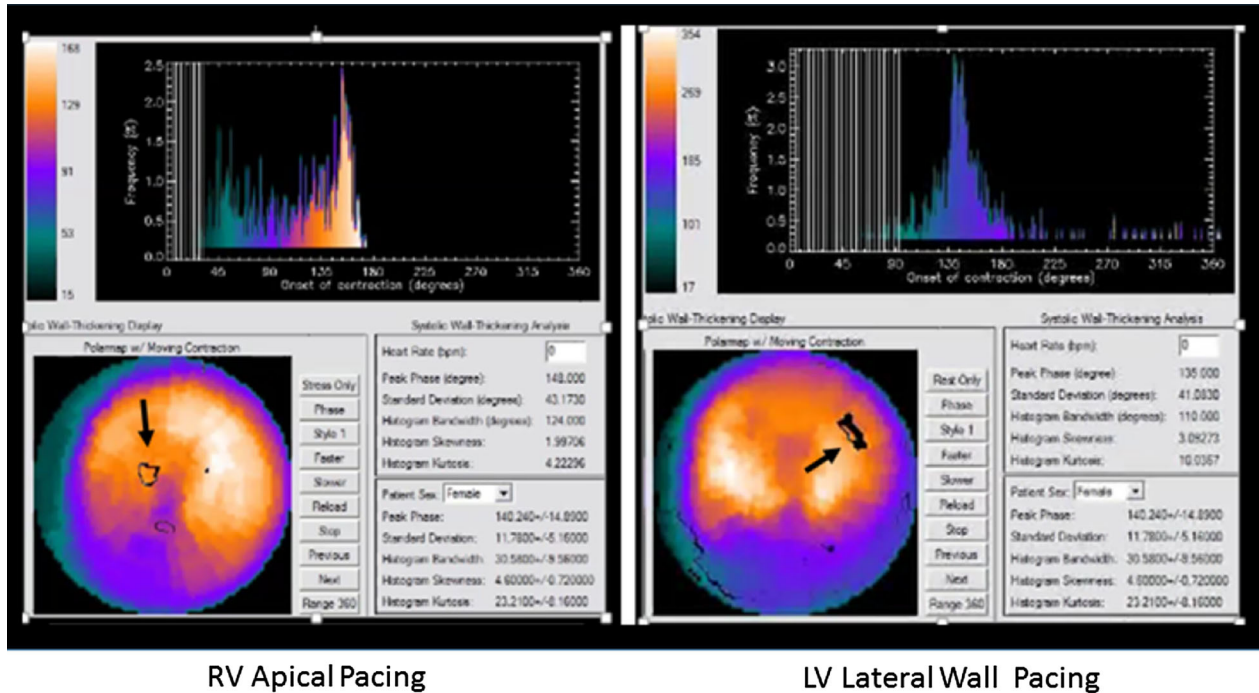 168
129
91
53
15
2.5
2.0
1.5
1.0
0.5
0.0
Frequency (%)
0 45 90 135 180 225 270 315 360
Onset of contraction (degrees)
olic Wall-Thickening Display
Systolic Wall-Thickening Analysis
Polarmap w/ Moving Contraction
Stress Only
Phase
Style 1
Faster
Slower
Reload
Stop
Previous
Next
Range 360
Heart Rate (bpm): 0
Peak Phase (degree): 148.000
Standard Deviation (degrees): 43.1730
Histogram Bandwidth (degrees): 124.000
Histogram Skewness: 1.99706
Histogram Kurtosis: 4.22296
Patient Sex: Female
Peak Phase: 140.240+/-14.8900
Standard Deviation: 11.7800+/-5.16000
Histogram Bandwidth: 30.5800+/-9.56000
Histogram Skewness: 4.60000+/-0.720000
Histogram Kurtosis: 23.2100+/-8.16000
RV Apical Pacing
354
269
185
101
17
3.0
2.5
2.0
1.5
1.0
0.5
0.0
Frequency (%)
0 45 90 135 180 225 270 315 360
Onset of contraction (degrees)
olic Wall-Thickening Display
Systolic Wall-Thickening Analysis
Polarmap w/ Moving Contraction
Rest Only
Phase
Style 1
Faster
Slower
Reload
Stop
Previous
Next
Range 360
Heart Rate (bpm): 0
Peak Phase (degree): 135.000
Standard Deviation (degrees): 41.0830
Histogram Bandwidth (degrees): 110.000
Histogram Skewness: 3.09273
Histogram Kurtosis: 10.0357
Patient Sex: Female
Peak Phase: 140.240+/-14.8900
Standard Deviation: 11.7800+/-5.16000
Histogram Bandwidth: 30.5800+/-9.56000
Histogram Skewness: 4.60000+/-0.720000
Histogram Kurtosis: 23.2100+/-8.16000
LV Lateral Wall Pacing